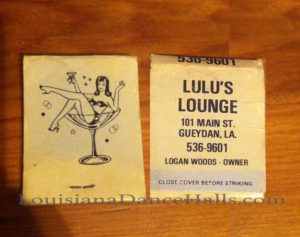 536-9601
LULU'S
LOUNGE
101 MAIN ST.
GUEYDAN, LA.
536-9601
LOGAN WOODS - OWNER
CLOSE COVER BEFORE STRIKING
LouisianaDanceHalls.com